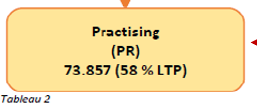 Practising
(PR)
73.857 (58 % LTP)
Tableau 2